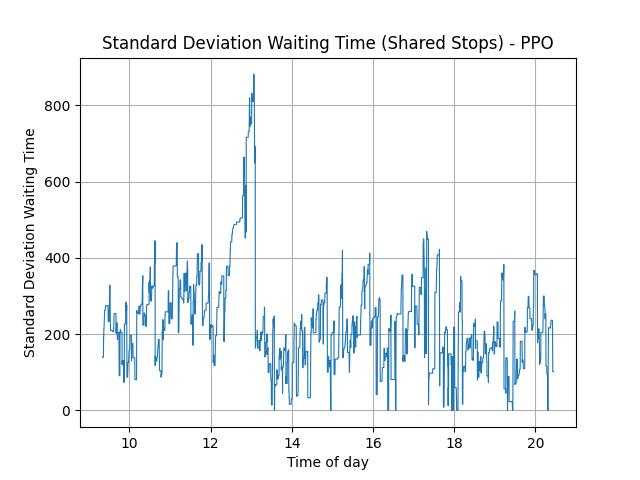 Standard Deviation Waiting Time (Shared Stops) - PPO
Standard Deviation Waiting Time
800
600
400
200
0
10 12 14 16 18 20
Time of day